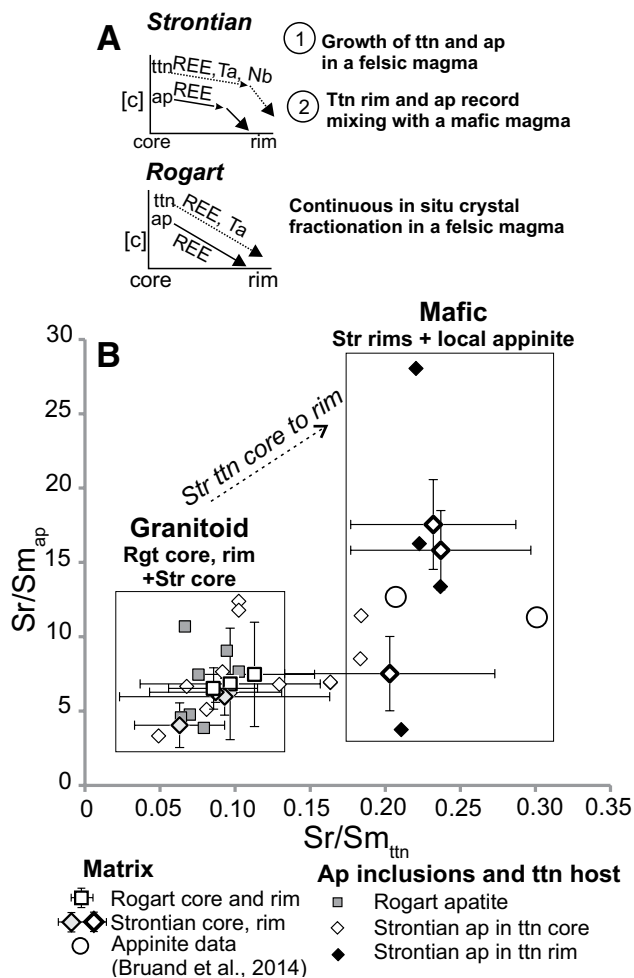 A
Strontian
ttn REE, Ta, Nb
ap REE
[c]
core rim
1 Growth of ttn and ap
in a felsic magma
2 Ttn rim and ap record
mixing with a mafic magma
Rogart
ttn REE, Ta
ap
REE
[c]
core rim
Continuous in situ crystal
fractionation in a felsic magma
B
Mafic
Str rims + local appinite
Str ttn core to rim
Granitoid
Rgt core, rim
+Str core
Sr/Sm_ap
30
25
20
15
10
5
0
0 0.05 0.10 0.15 0.20 0.25 0.30 0.35
Sr/Sm_ttn
Matrix
Rogart core and rim
Strontian core, rim
Appinite data
(Bruand et al., 2014)
Ap inclusions and ttn host
Rogart apatite
Strontian ap in ttn core
Strontian ap in ttn rim